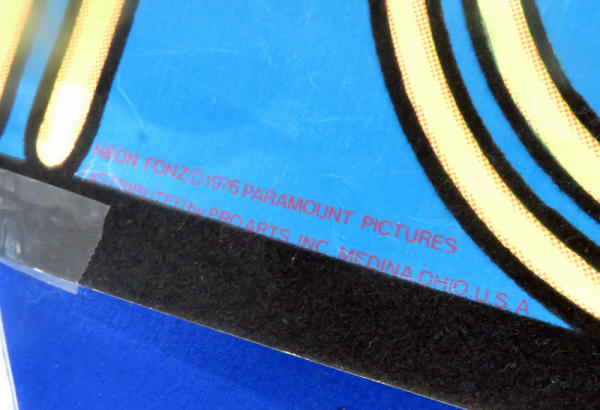 NEON FONZ © 1976 PARAMOUNT PICTURES
DISTRIBUTED by PRO ARTS, INC. MEDINA, OHIO U.S.A.